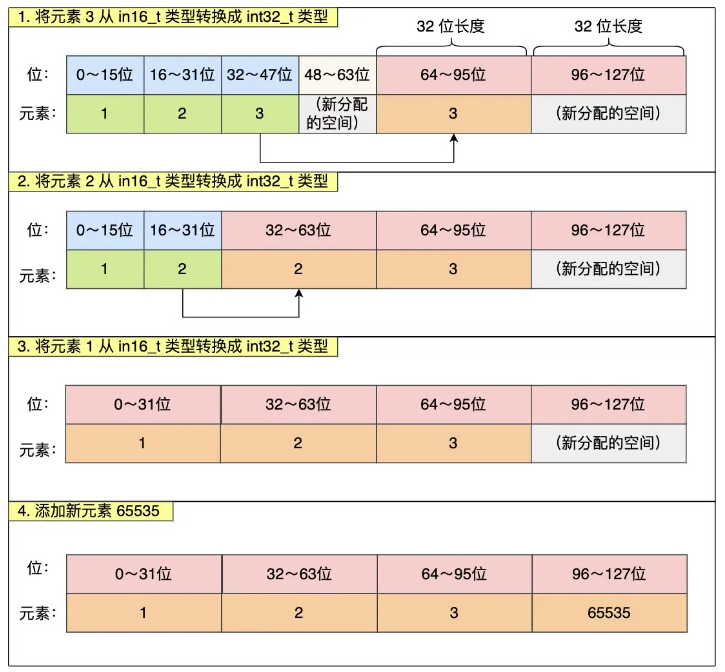 1. 将元素 3 从 in16_t 类型转换成 int32_t 类型
32 位长度 32 位长度
位： 0～15位 16～31位 32～47位 48～63位 64～95位 96～127位
元素： 1 2 3 （新分配的空间） 3 （新分配的空间）
2. 将元素 2 从 in16_t 类型转换成 int32_t 类型
位： 0～15位 16～31位 32～63位 64～95位 96～127位
元素： 1 2 2 3 （新分配的空间）
3. 将元素 1 从 in16_t 类型转换成 int32_t 类型
位： 0～31位 32～63位 64～95位 96～127位
元素： 1 2 3 （新分配的空间）
4. 添加新元素 65535
位： 0～31位 32～63位 64～95位 96～127位
元素： 1 2 3 65535